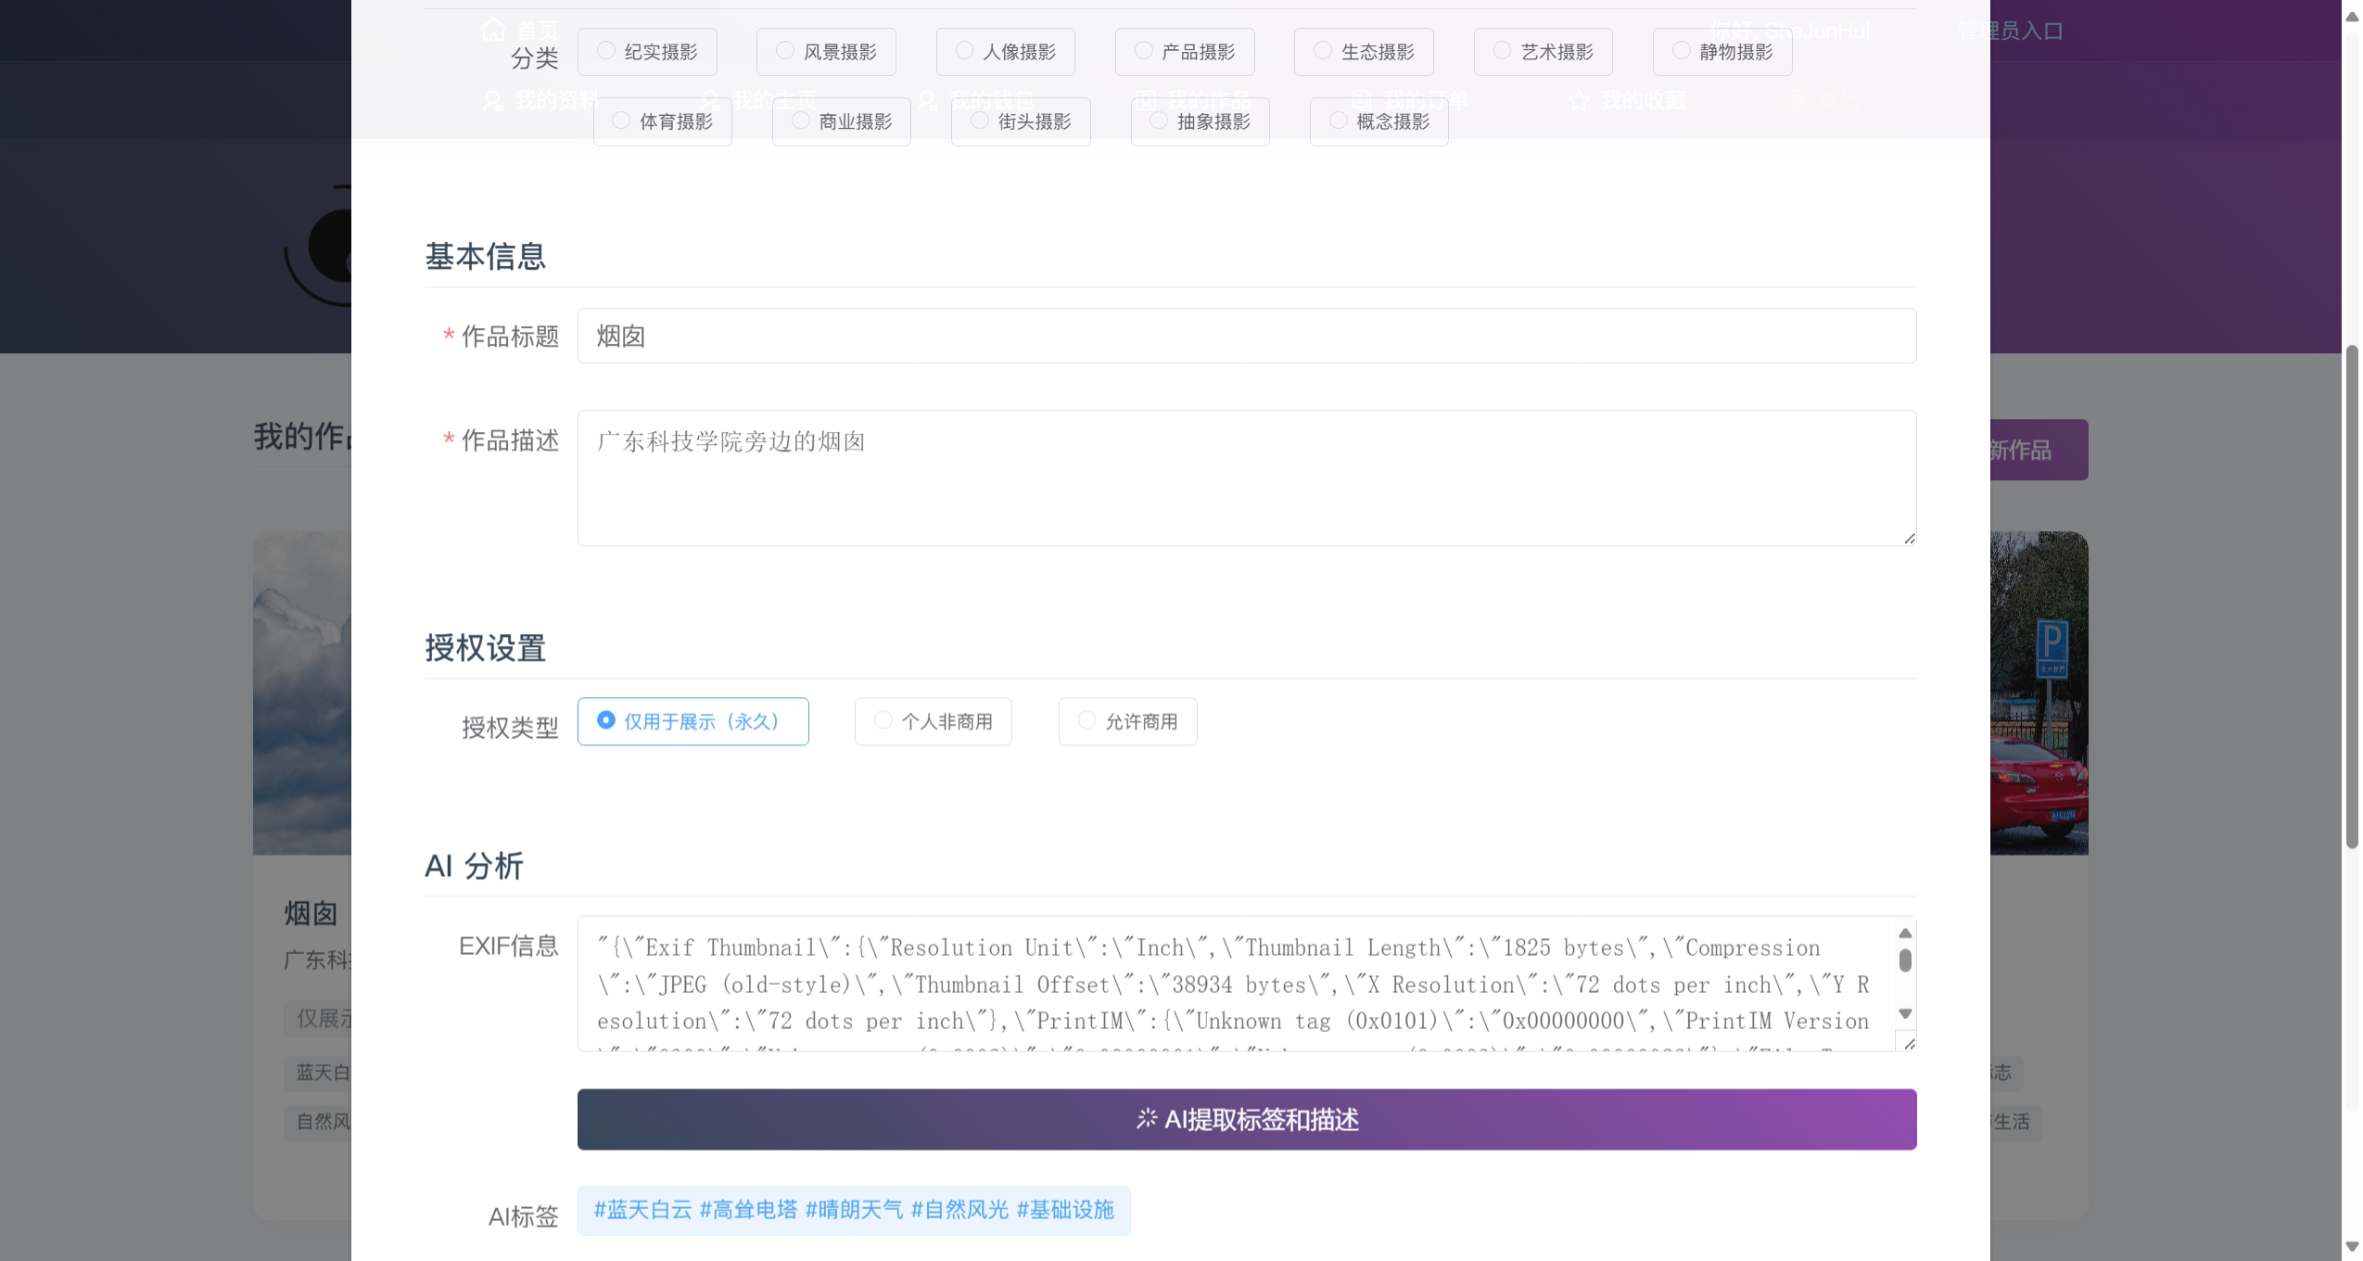 首页
你好, ShaJunHui
管理员入口
分类 纪实摄影 风景摄影 人像摄影 产品摄影 生态摄影 艺术摄影 静物摄影
我的资料 我的主页 我的钱包 我的作品 我的订单 我的收藏
体育摄影 商业摄影 街头摄影 抽象摄影 概念摄影
基本信息
* 作品标题 烟囱
我的作
新作品
* 作品描述 广东科技学院旁边的烟囱
授权设置
授权类型 仅用于展示（永久） 个人非商用 允许商用
P
AI 分析
烟囱
广东科
仅展示
蓝天白
自然风
EXIF信息
"{\"Exif Thumbnail\":{\"Resolution Unit\":\"Inch\",\"Thumbnail Length\":\"1825 bytes\",\"Compression
\":\"JPEG (old-style)\",\"Thumbnail Offset\":\"38934 bytes\",\"X Resolution\":\"72 dots per inch\",\"Y R
esolution\":\"72 dots per inch\"},\"PrintIM\":{\"Unknown tag (0x0101)\":\"0x00000000\",\"PrintIM Version
AI提取标签和描述
志
生活
AI标签 #蓝天白云 #高耸电塔 #晴朗天气 #自然风光 #基础设施